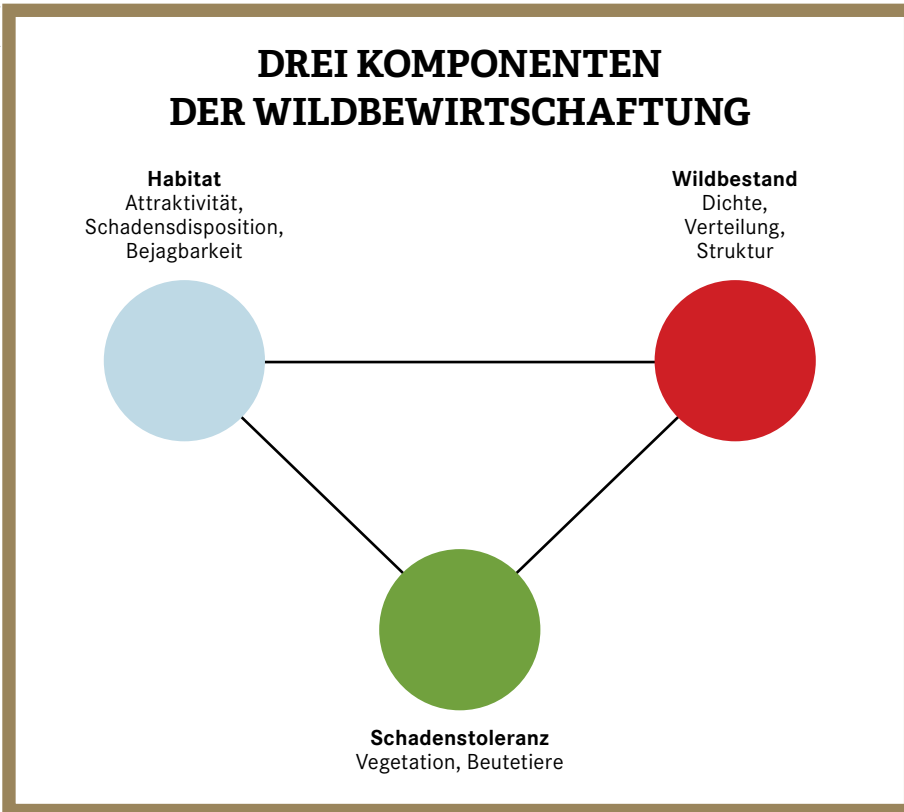 DREI KOMPONENTEN
DER WILDBEWIRTSCHAFTUNG
Habitat
Attraktivität,
Schadensdisposition,
Bejagbarkeit
Wildbestand
Dichte,
Verteilung,
Struktur
Schadenstoleranz
Vegetation, Beutetiere